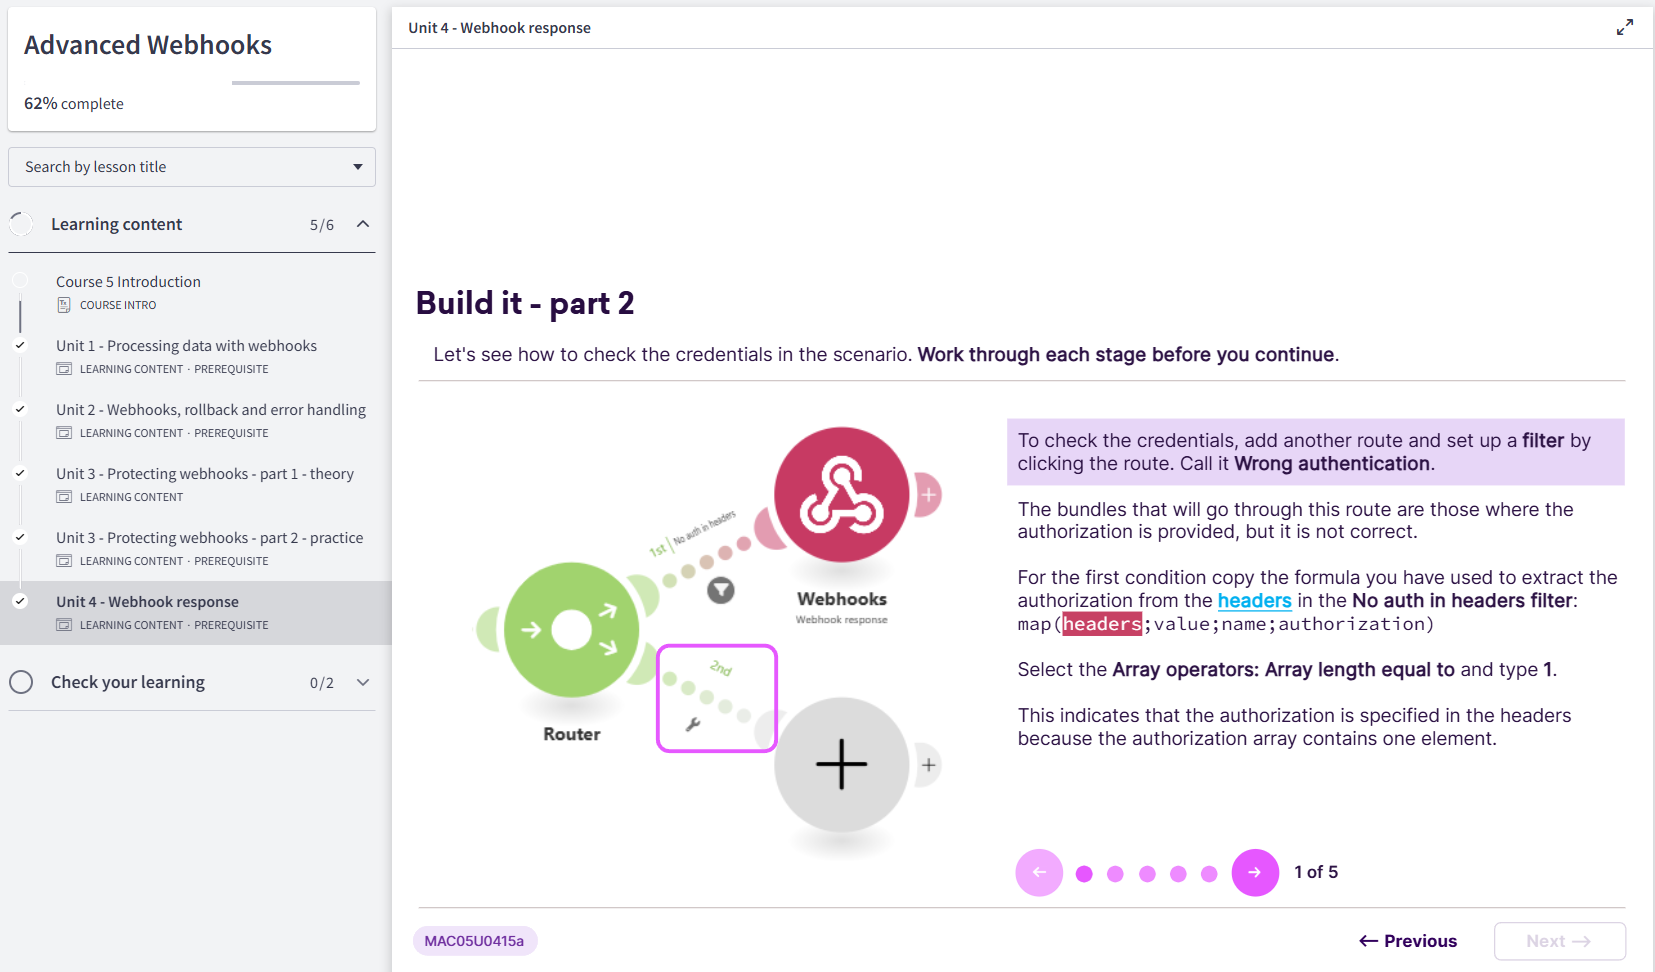 Advanced Webhooks
62% complete
Search by lesson title
Learning content
5/6
Course 5 Introduction
COURSE INTRO
Unit 1 - Processing data with webhooks
LEARNING CONTENT · PREREQUISITE
Unit 2 - Webhooks, rollback and error handling
LEARNING CONTENT · PREREQUISITE
Unit 3 - Protecting webhooks - part 1 - theory
LEARNING CONTENT
Unit 3 - Protecting webhooks - part 2 - practice
LEARNING CONTENT · PREREQUISITE
Unit 4 - Webhook response
LEARNING CONTENT · PREREQUISITE
Check your learning
0/2
Unit 4 - Webhook response
Build it - part 2
Let's see how to check the credentials in the scenario. Work through each stage before you continue.
1st | No auth in headers
Webhooks
Webhook response
2nd
Router
To check the credentials, add another route and set up a filter by
clicking the route. Call it Wrong authentication.
The bundles that will go through this route are those where the
authorization is provided, but it is not correct.
For the first condition copy the formula you have used to extract the
authorization from the headers in the No auth in headers filter:
map(headers;value;name;authorization)
Select the Array operators: Array length equal to and type 1.
This indicates that the authorization is specified in the headers
because the authorization array contains one element.
1 of 5
MAC05U0415a
← Previous
Next →